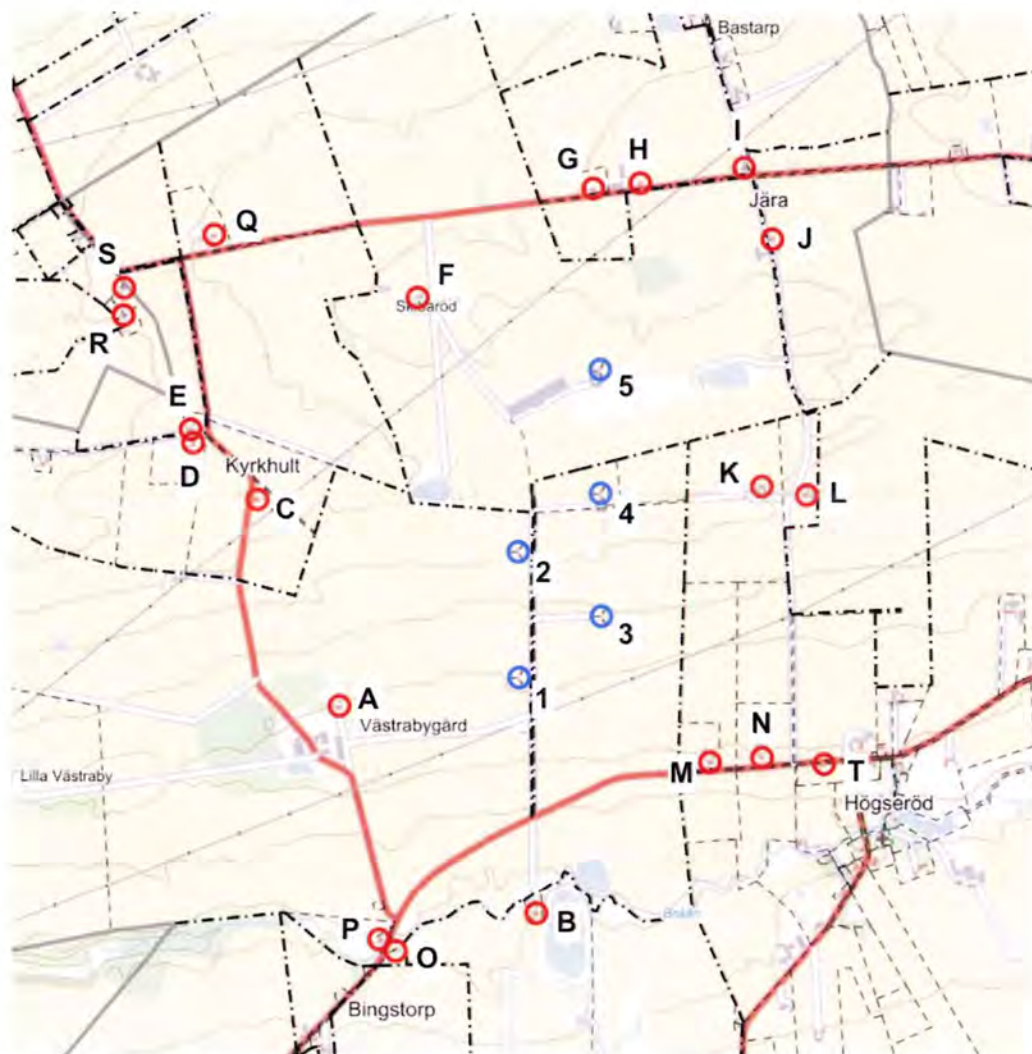 Bastarp
I
H
G
Jära
Q
J
S
F
R
5
E
Kyrkhult
K
L
D
4
C
2
3
1
A
Västrabygård
N
Lilla Västraby
M
T
Högseröd
B
P
O
Bingstorp